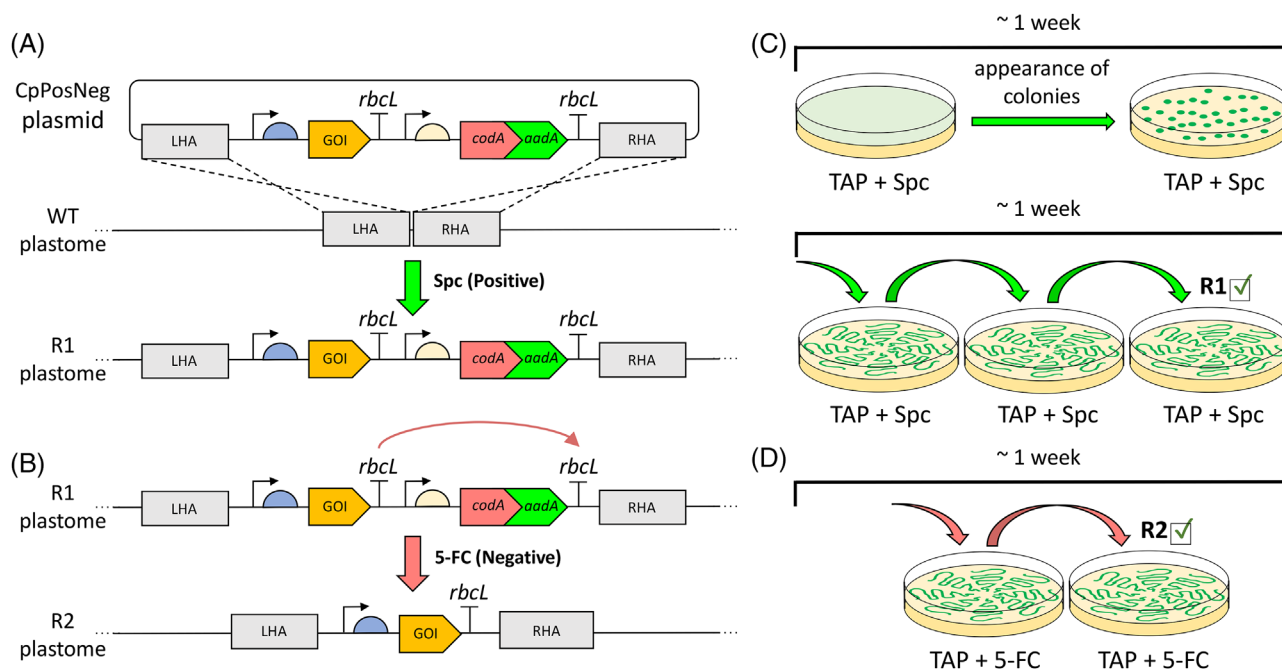 (A)
CpPosNeg
plasmid
rbcL
rbcL
LHA
GOI
codA
aadA
RHA
WT
plastome
LHA
RHA
Spc (Positive)
R1
plastome
rbcL
rbcL
LHA
GOI
codA
aadA
RHA
(B)
R1
plastome
rbcL
rbcL
LHA
GOI
codA
aadA
RHA
5-FC (Negative)
R2
plastome
rbcL
LHA
GOI
RHA
(C)
~ 1 week
appearance of
colonies
TAP + Spc
TAP + Spc
~ 1 week
R1
TAP + Spc
TAP + Spc
TAP + Spc
(D)
~ 1 week
R2
TAP + 5-FC
TAP + 5-FC